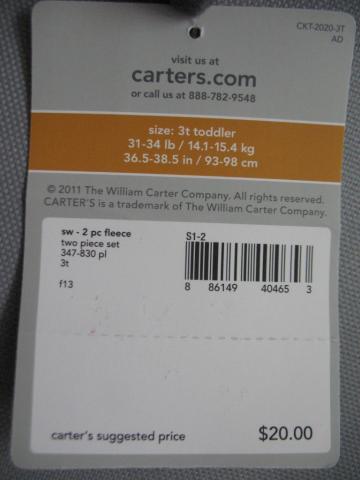 CKT-2020-3T
AD
visit us at
carters.com
or call us at 888-782-9548
size: 3t toddler
31-34 lb / 14.1-15.4 kg
36.5-38.5 in / 93-98 cm
© 2011 The William Carter Company. All rights reserved.
CARTER'S is a trademark of The William Carter Company.
sw - 2 pc fleece
two piece set
347-830 pl
3t
f13
S1-2
8 86149 40465 3
carter's suggested price $20.00